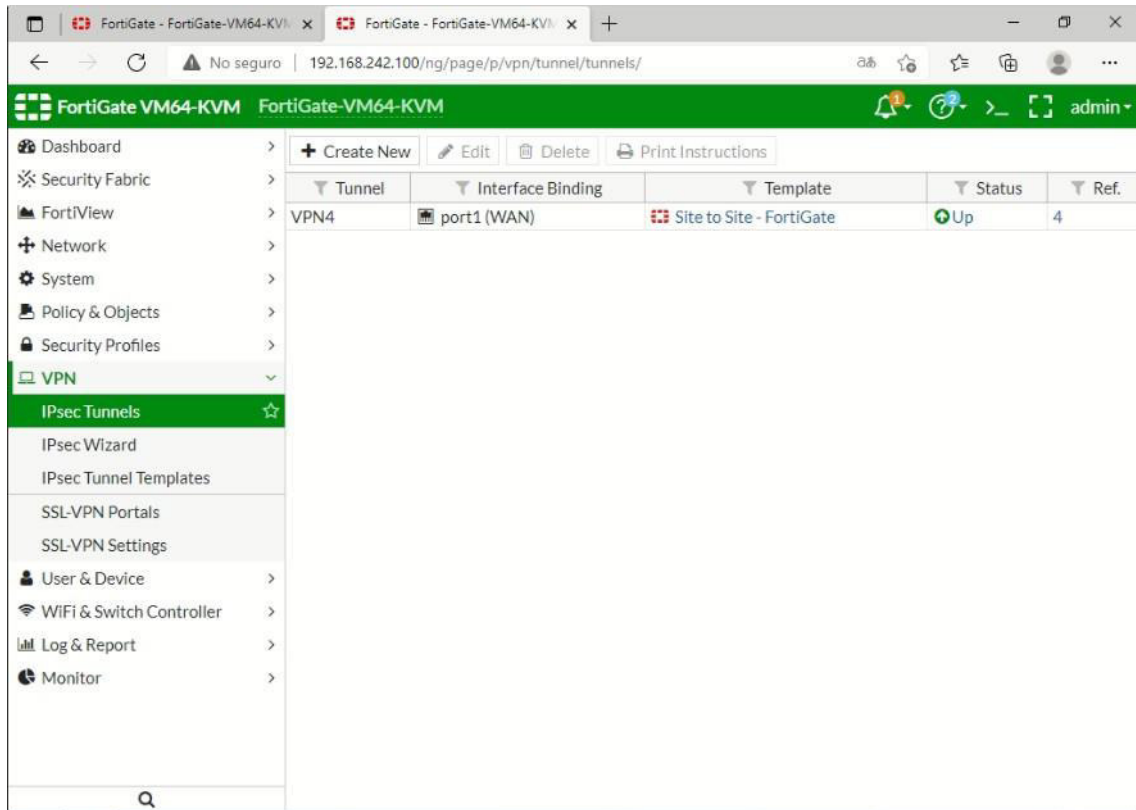 FortiGate - FortiGate-VM64-KVM FortiGate - FortiGate-VM64-KVM
No seguro 192.168.242.100/ng/page/p/vpn/tunnel/tunnels/ aあ
FortiGate VM64-KVM FortiGate-VM64-KVM 1 2 >_ admin
Dashboard
Security Fabric
FortiView
Network
System
Policy & Objects
Security Profiles
VPN
IPsec Tunnels
IPsec Wizard
IPsec Tunnel Templates
SSL-VPN Portals
SSL-VPN Settings
User & Device
WiFi & Switch Controller
Log & Report
Monitor
+ Create New Edit Delete Print Instructions
Tunnel Interface Binding Template Status Ref.
VPN4 port1 (WAN) Site to Site - FortiGate Up 4